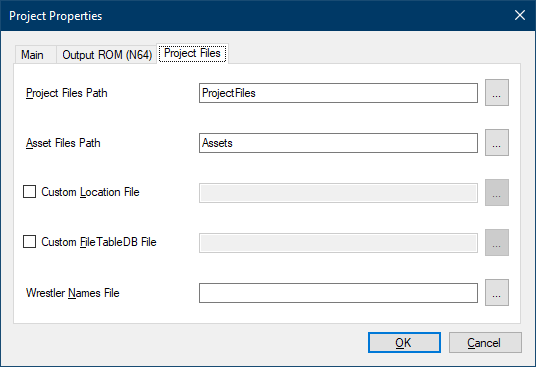 Project Properties
Main Output ROM (N64) Project Files
Project Files Path ProjectFiles ...
Asset Files Path Assets ...
Custom Location File ...
Custom FileTableDB File ...
Wrestler Names File ...
OK Cancel